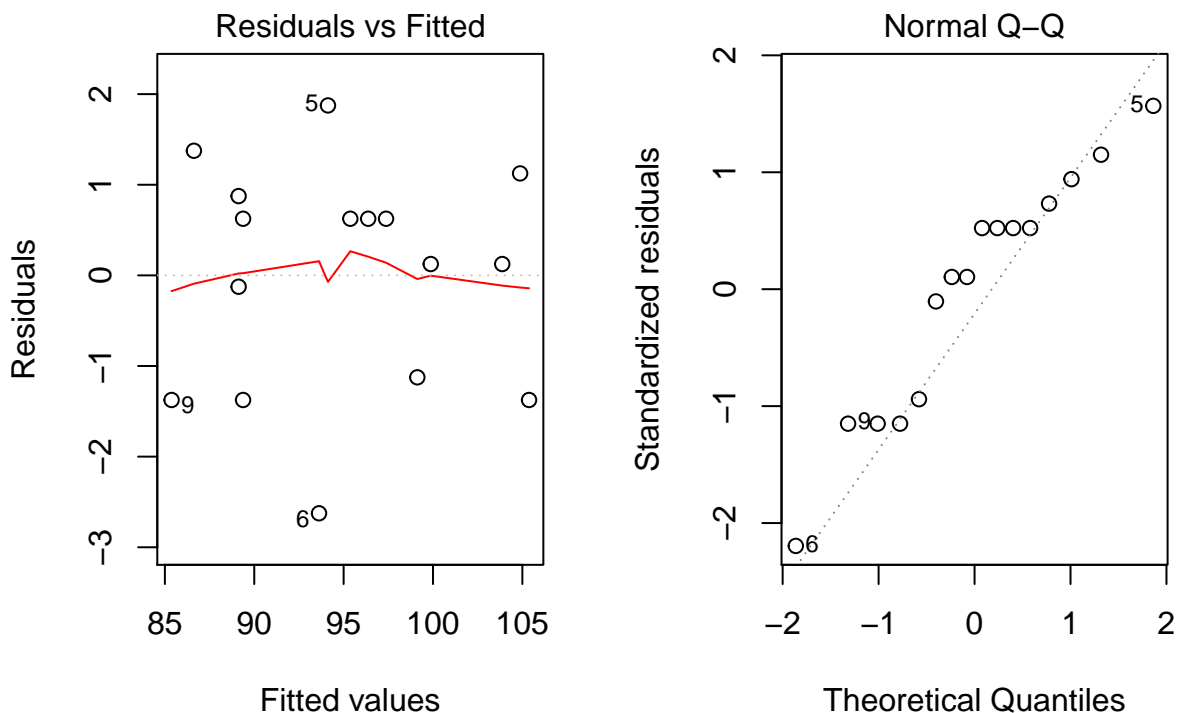 Residuals vs Fitted
Residuals
2
1
0
−1
−2
−3
5
9
6
85 90 95 100 105
Fitted values
Normal Q−Q
Standardized residuals
2
1
0
−1
−2
5
9
6
−2 −1 0 1 2
Theoretical Quantiles